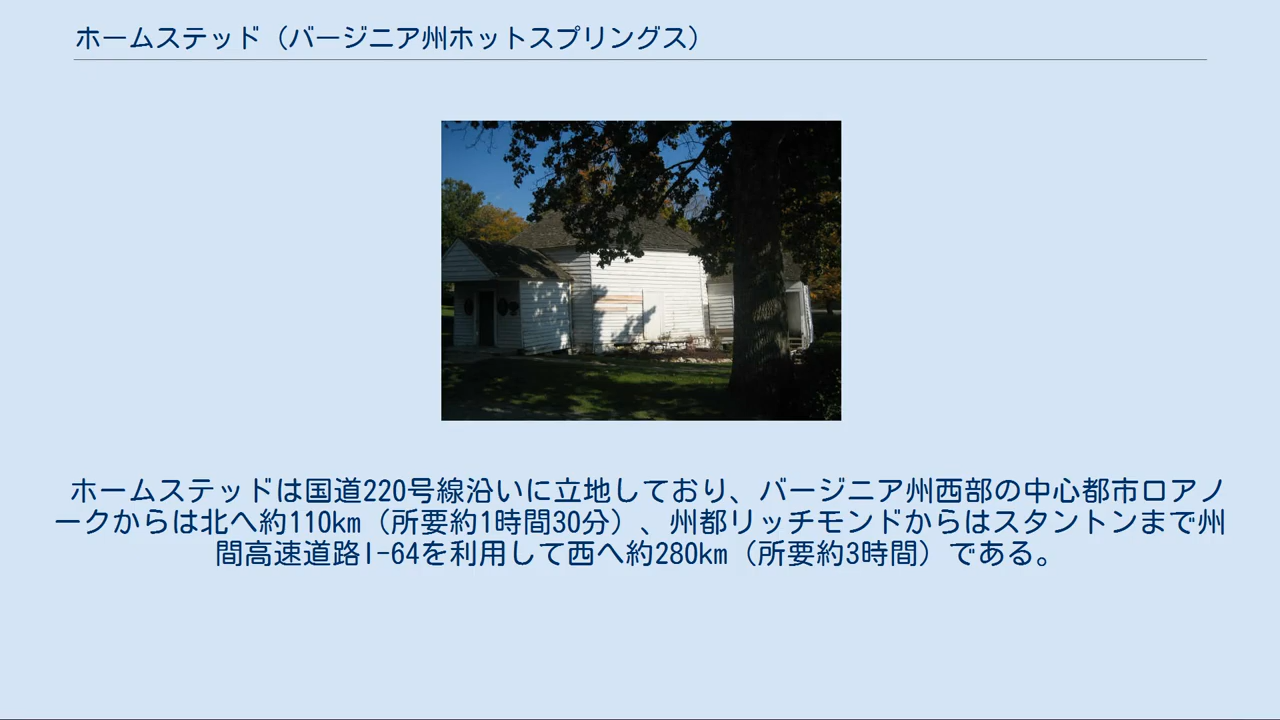 ホームステッド（バージニア州ホットスプリングス）
ホームステッドは国道220号線沿いに立地しており、バージニア州西部の中心都市ロアノ
ークからは北へ約110km（所要約1時間30分）、州都リッチモンドからはスタントンまで州
間高速道路I-64を利用して西へ約280km（所要約3時間）である。